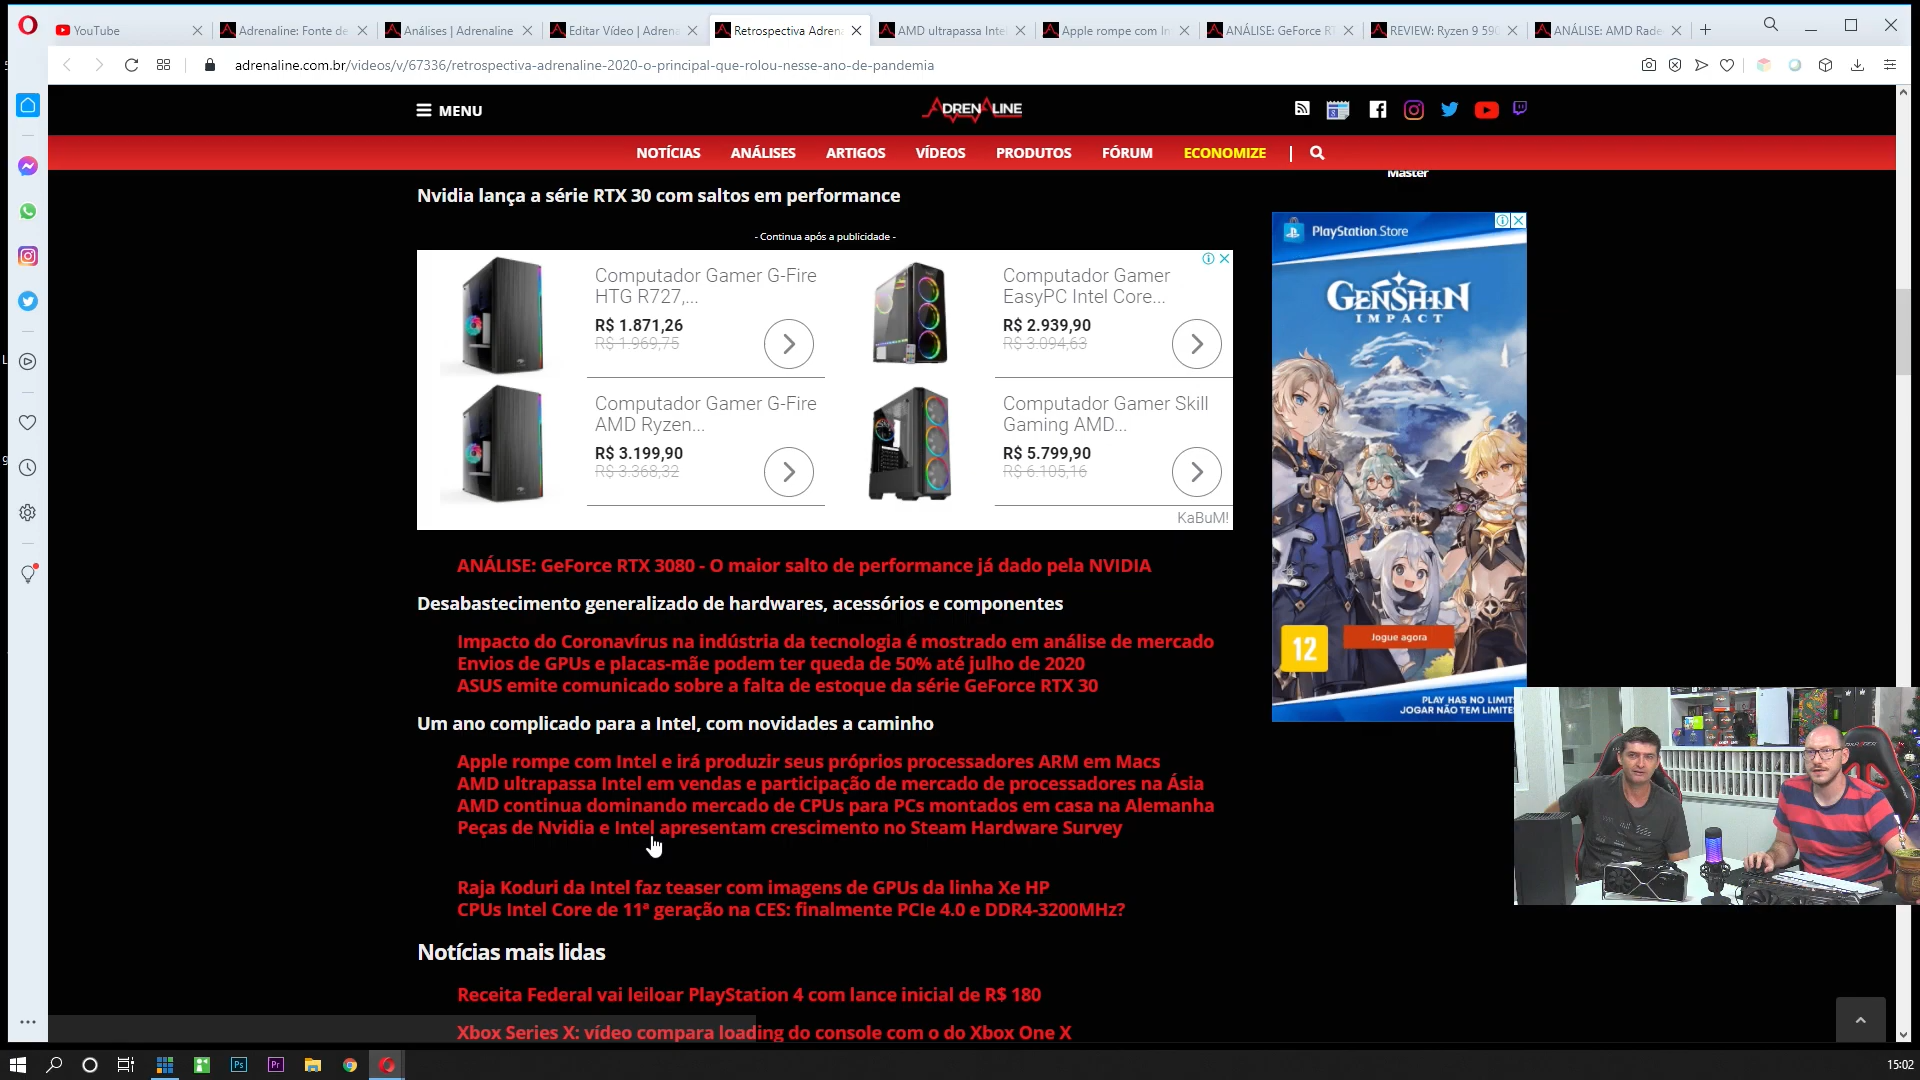 YouTube
Adrenaline: Fonte de
Análises | Adrenaline
Editar Vídeo | Adrena
Retrospectiva Adrena
AMD ultrapassa Intel
Apple rompe com In
ANÁLISE: GeForce RT
REVIEW: Ryzen 9 590
ANÁLISE: AMD Rade
adrenaline.com.br/videos/v/67336/retrospectiva-adrenaline-2020-o-principal-que-rolou-nesse-ano-de-pandemia
MENU
ADRENALINE
NOTÍCIAS
ANÁLISES
ARTIGOS
VÍDEOS
PRODUTOS
FÓRUM
ECONOMIZE
|
Master
Nvidia lança a série RTX 30 com saltos em performance
- Continua após a publicidade -
Computador Gamer G-Fire
HTG R727,...
R$ 1.871,26
R$ 1.969,75
Computador Gamer
EasyPC Intel Core...
R$ 2.939,90
R$ 3.094,63
Computador Gamer G-Fire
AMD Ryzen...
R$ 3.199,90
R$ 3.368,32
Computador Gamer Skill
Gaming AMD...
R$ 5.799,90
R$ 6.105,16
KaBuM!
PlayStation Store
GENSHIN
IMPACT
12
Jogue agora
PLAY HAS NO LIMIT
JOGAR NÃO TEM LIMITE
ANÁLISE: GeForce RTX 3080 - O maior salto de performance já dado pela NVIDIA
Desabastecimento generalizado de hardwares, acessórios e componentes
Impacto do Coronavírus na indústria da tecnologia é mostrado em análise de mercado
Envios de GPUs e placas-mãe podem ter queda de 50% até julho de 2020
ASUS emite comunicado sobre a falta de estoque da série GeForce RTX 30
Um ano complicado para a Intel, com novidades a caminho
Apple rompe com Intel e irá produzir seus próprios processadores ARM em Macs
AMD ultrapassa Intel em vendas e participação de mercado de processadores na Ásia
AMD continua dominando mercado de CPUs para PCs montados em casa na Alemanha
Peças de Nvidia e Intel apresentam crescimento no Steam Hardware Survey
Raja Koduri da Intel faz teaser com imagens de GPUs da linha Xe HP
CPUs Intel Core de 11ª geração na CES: finalmente PCIe 4.0 e DDR4-3200MHz?
Notícias mais lidas
Receita Federal vai leiloar PlayStation 4 com lance inicial de R$ 180
Xbox Series X: vídeo compara loading do console com o do Xbox One X
Ps
Pr
15:02